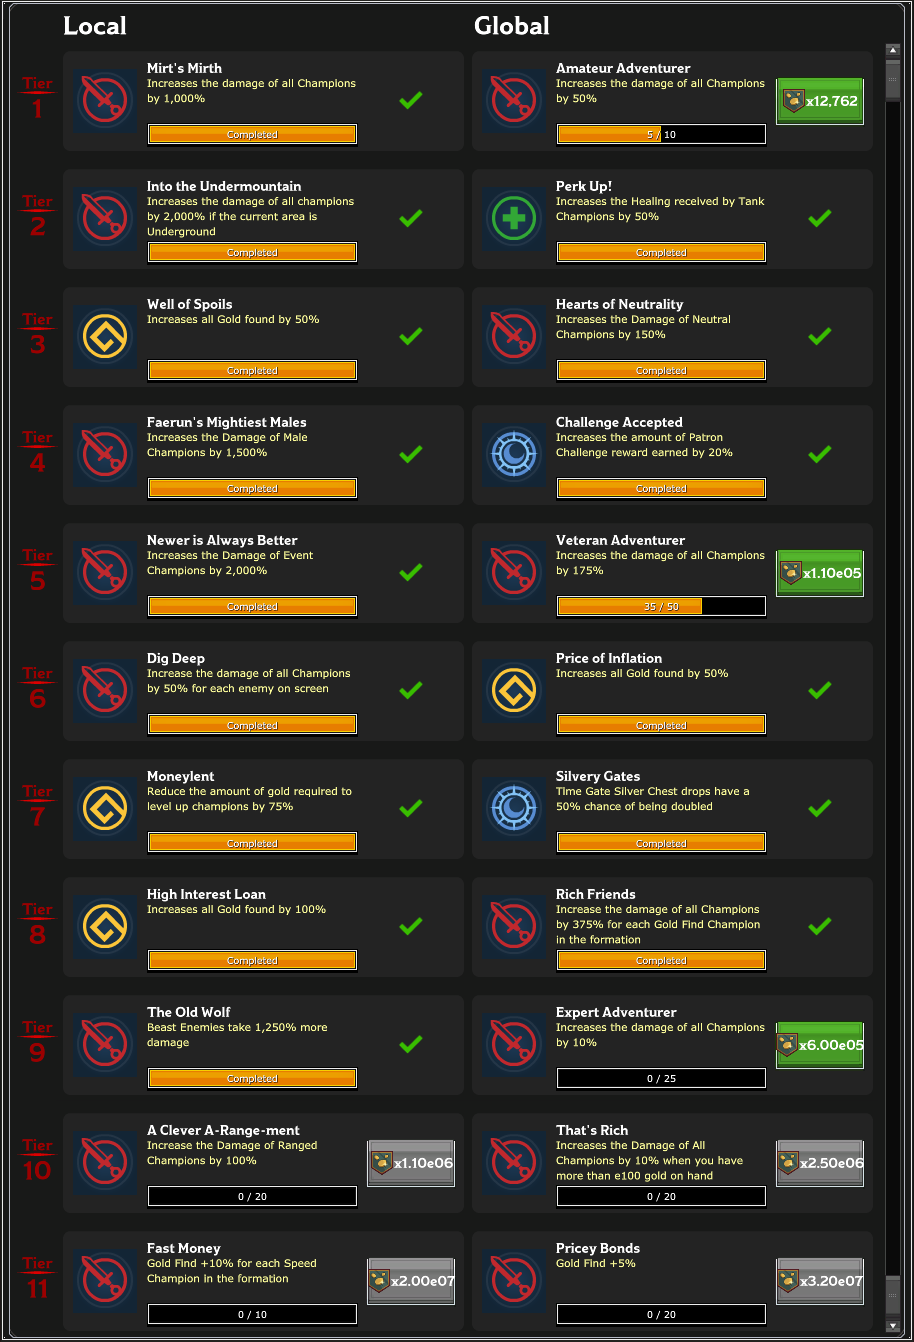 Local
Global
Tier
1
Mirt's Mirth
Increases the damage of all Champions
by 1,000%
Completed
Amateur Adventurer
Increases the damage of all Champions
by 50%
5 / 10
x12,762
Tier
2
Into the Undermountain
Increases the damage of all champions
by 2,000% if the current area is
Underground
Completed
Perk Up!
Increases the Healing received by Tank
Champions by 50%
Completed
Tier
3
Well of Spoils
Increases all Gold found by 50%
Completed
Hearts of Neutrality
Increases the Damage of Neutral
Champions by 150%
Completed
Tier
4
Faerun's Mightiest Males
Increases the Damage of Male
Champions by 1,500%
Completed
Challenge Accepted
Increases the amount of Patron
Challenge reward earned by 20%
Completed
Tier
5
Newer is Always Better
Increases the Damage of Event
Champions by 2,000%
Completed
Veteran Adventurer
Increases the damage of all Champions
by 175%
35 / 50
x1.10e05
Tier
6
Dig Deep
Increase the damage of all Champions
by 50% for each enemy on screen
Completed
Price of Inflation
Increases all Gold found by 50%
Completed
Tier
7
Moneylent
Reduce the amount of gold required to
level up champions by 75%
Completed
Silvery Gates
Time Gate Silver Chest drops have a
50% chance of being doubled
Completed
Tier
8
High Interest Loan
Increases all Gold found by 100%
Completed
Rich Friends
Increase the damage of all Champions
by 375% for each Gold Find Champion
in the formation
Completed
Tier
9
The Old Wolf
Beast Enemies take 1,250% more
damage
Completed
Expert Adventurer
Increases the damage of all Champions
by 10%
0 / 25
x6.00e05
Tier
10
A Clever A-Range-ment
Increase the Damage of Ranged
Champions by 100%
0 / 20
x1.10e06
That's Rich
Increases the Damage of All
Champions by 10% when you have
more than e100 gold on hand
0 / 20
x2.50e06
Tier
11
Fast Money
Gold Find +10% for each Speed
Champion in the formation
0 / 10
x2.00e07
Pricey Bonds
Gold Find +5%
0 / 20
x3.20e07